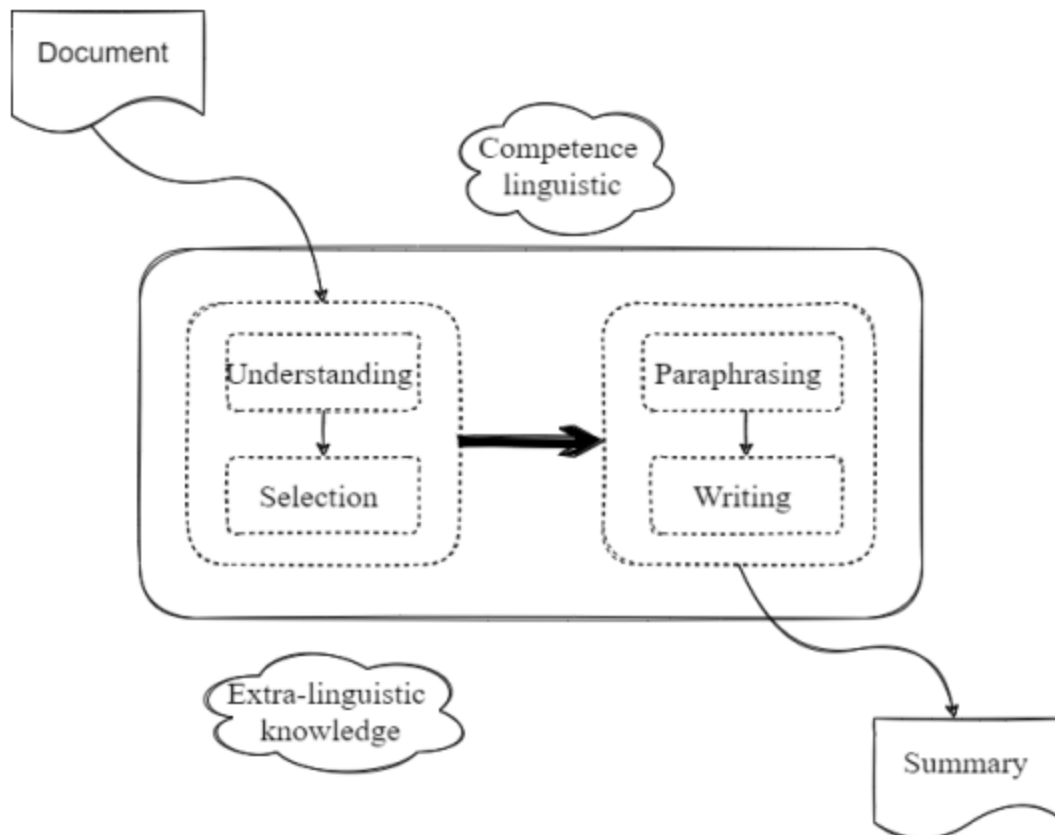 Document
Competence
linguistic
Understanding
Selection
Paraphrasing
Writing
Extra-linguistic
knowledge
Summary